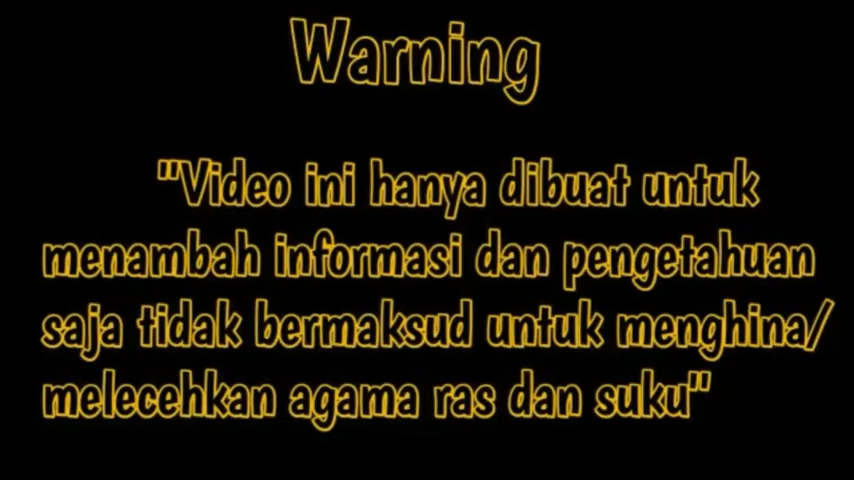 Warning
"Video ini hanya dibuat untuk
menambah informasi dan pengetahuan
saja tidak bermaksud untuk menghina/
melecehkan agama ras dan suku"